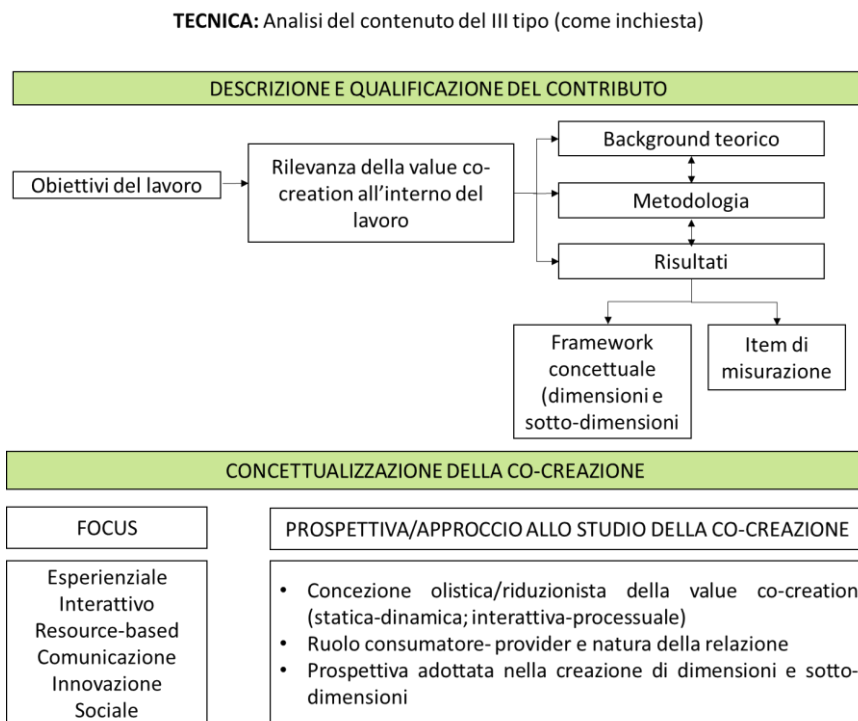 TECNICA: Analisi del contenuto del III tipo (come inchiesta)
DESCRIZIONE E QUALIFICAZIONE DEL CONTRIBUTO
Obiettivi del lavoro
Rilevanza della value co-
creation all'interno del
lavoro
Background teorico
Metodologia
Risultati
Framework
concettuale
(dimensioni e
sotto-dimensioni
Item di
misurazione
CONCETTUALIZZAZIONE DELLA CO-CREAZIONE
FOCUS
Esperienziale
Interattivo
Resource-based
Comunicazione
Innovazione
Sociale
PROSPETTIVA/APPROCCIO ALLO STUDIO DELLA CO-CREAZIONE
• Concezione olistica/riduzionista della value co-creation
(statica-dinamica; interattiva-processuale)
• Ruolo consumatore- provider e natura della relazione
• Prospettiva adottata nella creazione di dimensioni e sotto-
dimensioni